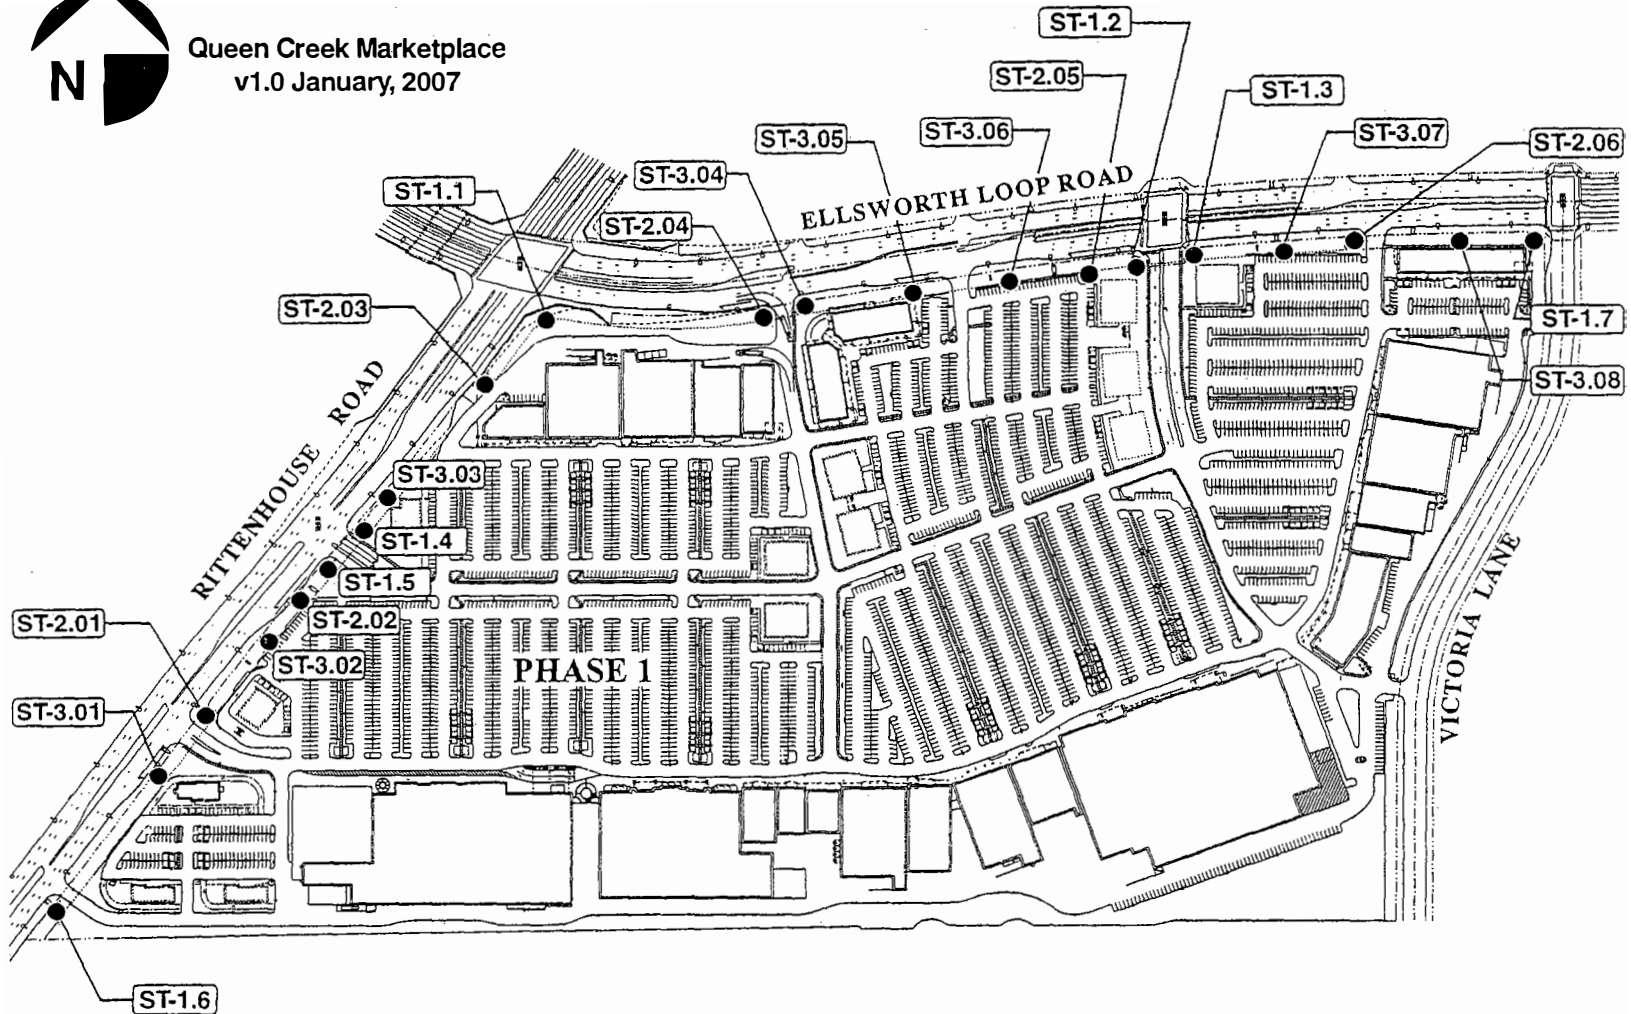 N
Queen Creek Marketplace
v1.0 January, 2007
ST-1.2
ST-2.05
ST-1.3
ST-3.05
ST-3.06
ST-3.07
ST-2.06
ST-1.1
ST-3.04
ELLSWORTH LOOP ROAD
ST-2.04
ST-2.03
ST-1.7
ST-3.08
RITTENHOUSE ROAD
ST-3.03
ST-1.4
ST-1.5
ST-2.01
ST-2.02
ST-3.02
PHASE 1
VICTORIA LANE
ST-3.01
ST-1.6